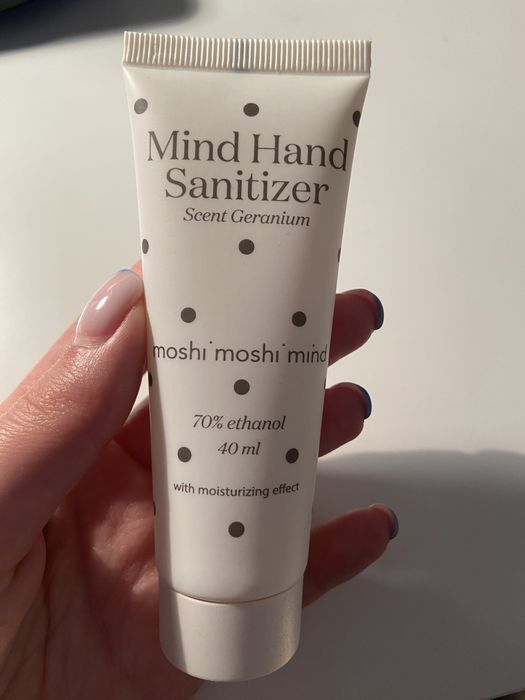 Mind Hand
Sanitizer
Scent Geranium
moshi moshi mind
70% ethanol
40 ml
with moisturizing effect